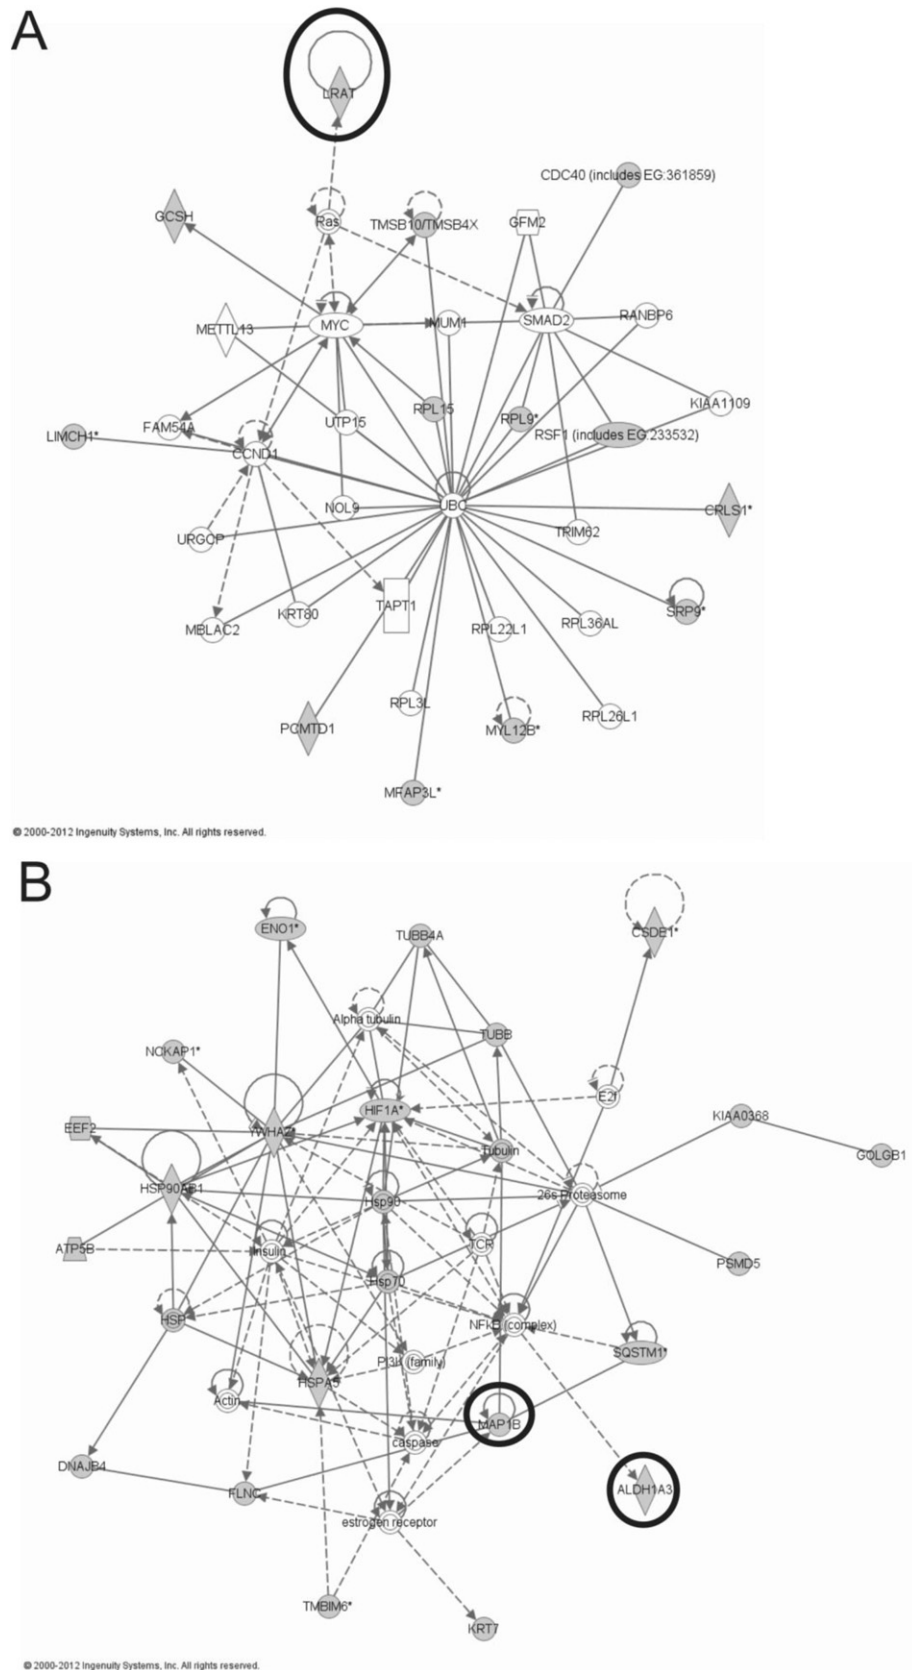 A
LRAT
CDC40 (includes EG:361859)
GCSH
Ras
TMSB10/TMSB4X
GFM2
METTL13
MYC
MUM1
SMAD2
RANBP6
KIAA1109
RPL15
RPL9*
LIMCH1*
FAM54A
UTP15
RSF1 (includes EG:233532)
CCND1
UBC
CRLS1*
NOL9
URGCP
TRIM62
TAPT1
SRP9*
MBLAC2
KRT80
RPL22L1
RPL36AL
RPL3L
PCMTD1
MYL12B*
RPL26L1
MFAP3L*
© 2000-2012 Ingenuity Systems, Inc. All rights reserved.
B
ENO1*
TUBB4A
CSDE1*
Alpha tubulin
TUBB
NCKAP1*
E2f
HIF1A*
KIAA0368
EEF2
YWHAZ*
Tubulin
GOLGB1
HSP90AB1
Hsp90
26s Proteasome
ATP5B
Insulin
TCR
PSMD5
Hsp70
HSP
NFkB (complex)
SQSTM1*
PI3K (family)
HSPA5
Actin
MAP1B
caspase
DNAJB4
FLNC
ALDH1A3
estrogen receptor
TMBIM6*
KRT7
© 2000-2012 Ingenuity Systems, Inc. All rights reserved.